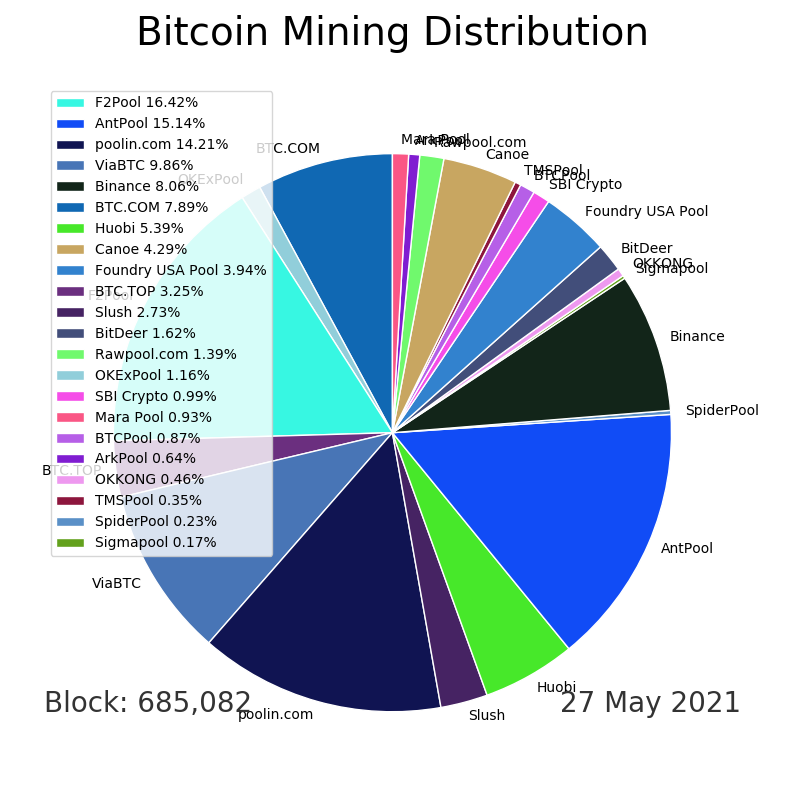 Bitcoin Mining Distribution
F2Pool 16.42%
AntPool 15.14%
poolin.com 14.21%
ViaBTC 9.86%
Binance 8.06%
BTC.COM 7.89%
Huobi 5.39%
Canoe 4.29%
Foundry USA Pool 3.94%
BTC.TOP 3.25%
Slush 2.73%
BitDeer 1.62%
Rawpool.com 1.39%
OKExPool 1.16%
SBI Crypto 0.99%
Mara Pool 0.93%
BTCPool 0.87%
ArkPool 0.64%
OKKONG 0.46%
TMSPool 0.35%
SpiderPool 0.23%
Sigmapool 0.17%
Mara Pool
ArkPool
Rawpool.com
Canoe
TMSPool
BTCPool
SBI Crypto
Foundry USA Pool
BitDeer
OKKONG
Sigmapool
Binance
SpiderPool
AntPool
Huobi
Slush
poolin.com
ViaBTC
BTC.TOP
F2Pool
OKExPool
BTC.COM
Block: 685,082
27 May 2021